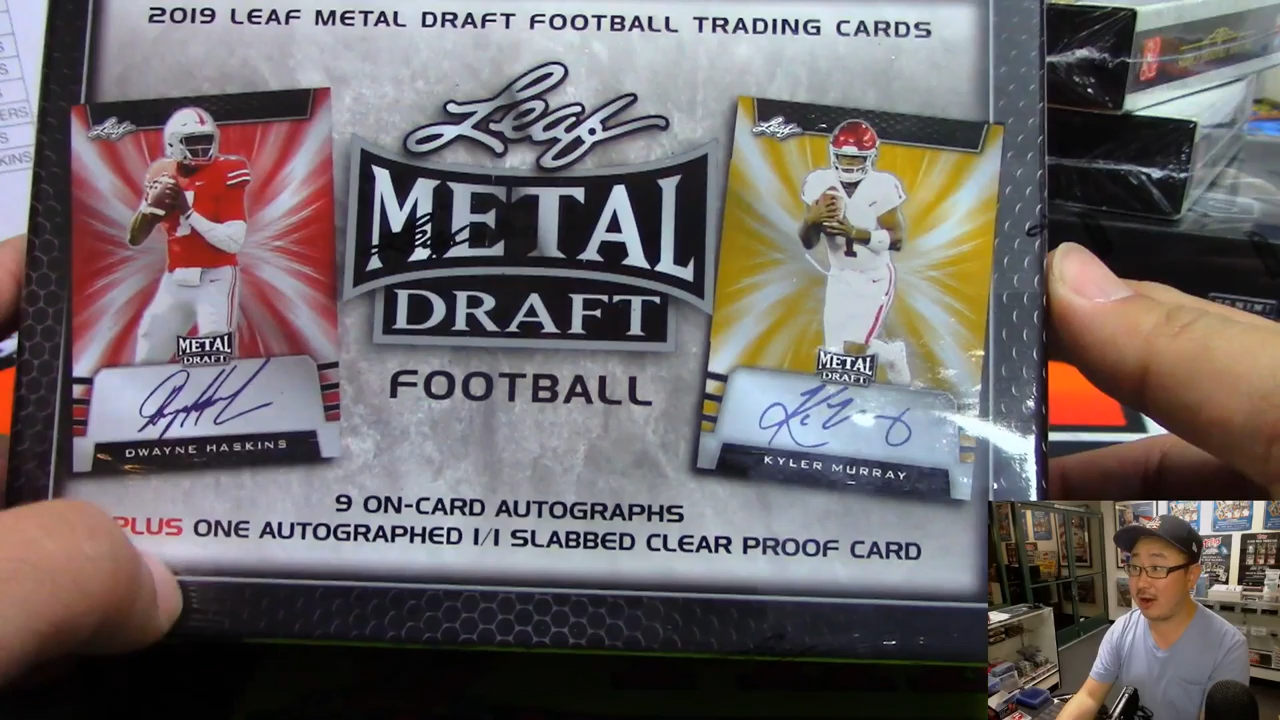 2019 LEAF METAL DRAFT FOOTBALL TRADING CARDS
Leaf
Leaf
Leaf
METAL
DRAFT
FOOTBALL
METAL
DRAFT
DWAYNE HASKINS
METAL
DRAFT
KYLER MURRAY
9 ON-CARD AUTOGRAPHS
PLUS ONE AUTOGRAPHED 1/1 SLABBED CLEAR PROOF CARD